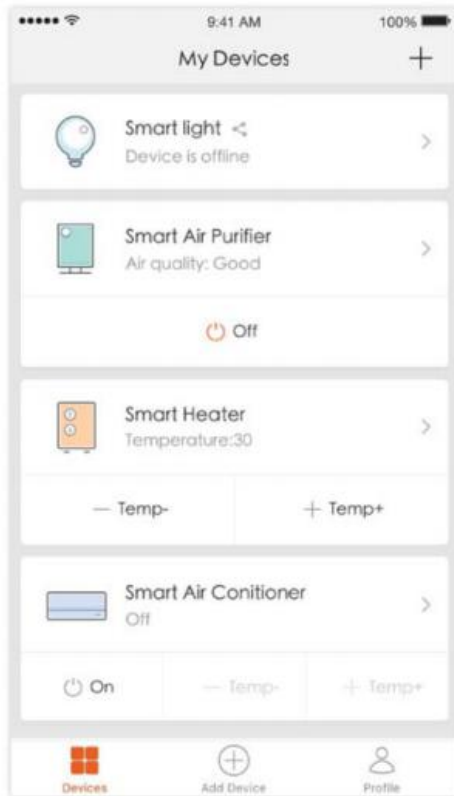 9:41 AM 100%
My Devices
Smart light
Device is offline
Smart Air Purifier
Air quality: Good
Off
Smart Heater
Temperature:30
Temp- Temp+
Smart Air Conitioner
Off
On Temp- Temp+
Devices Add Device Profile